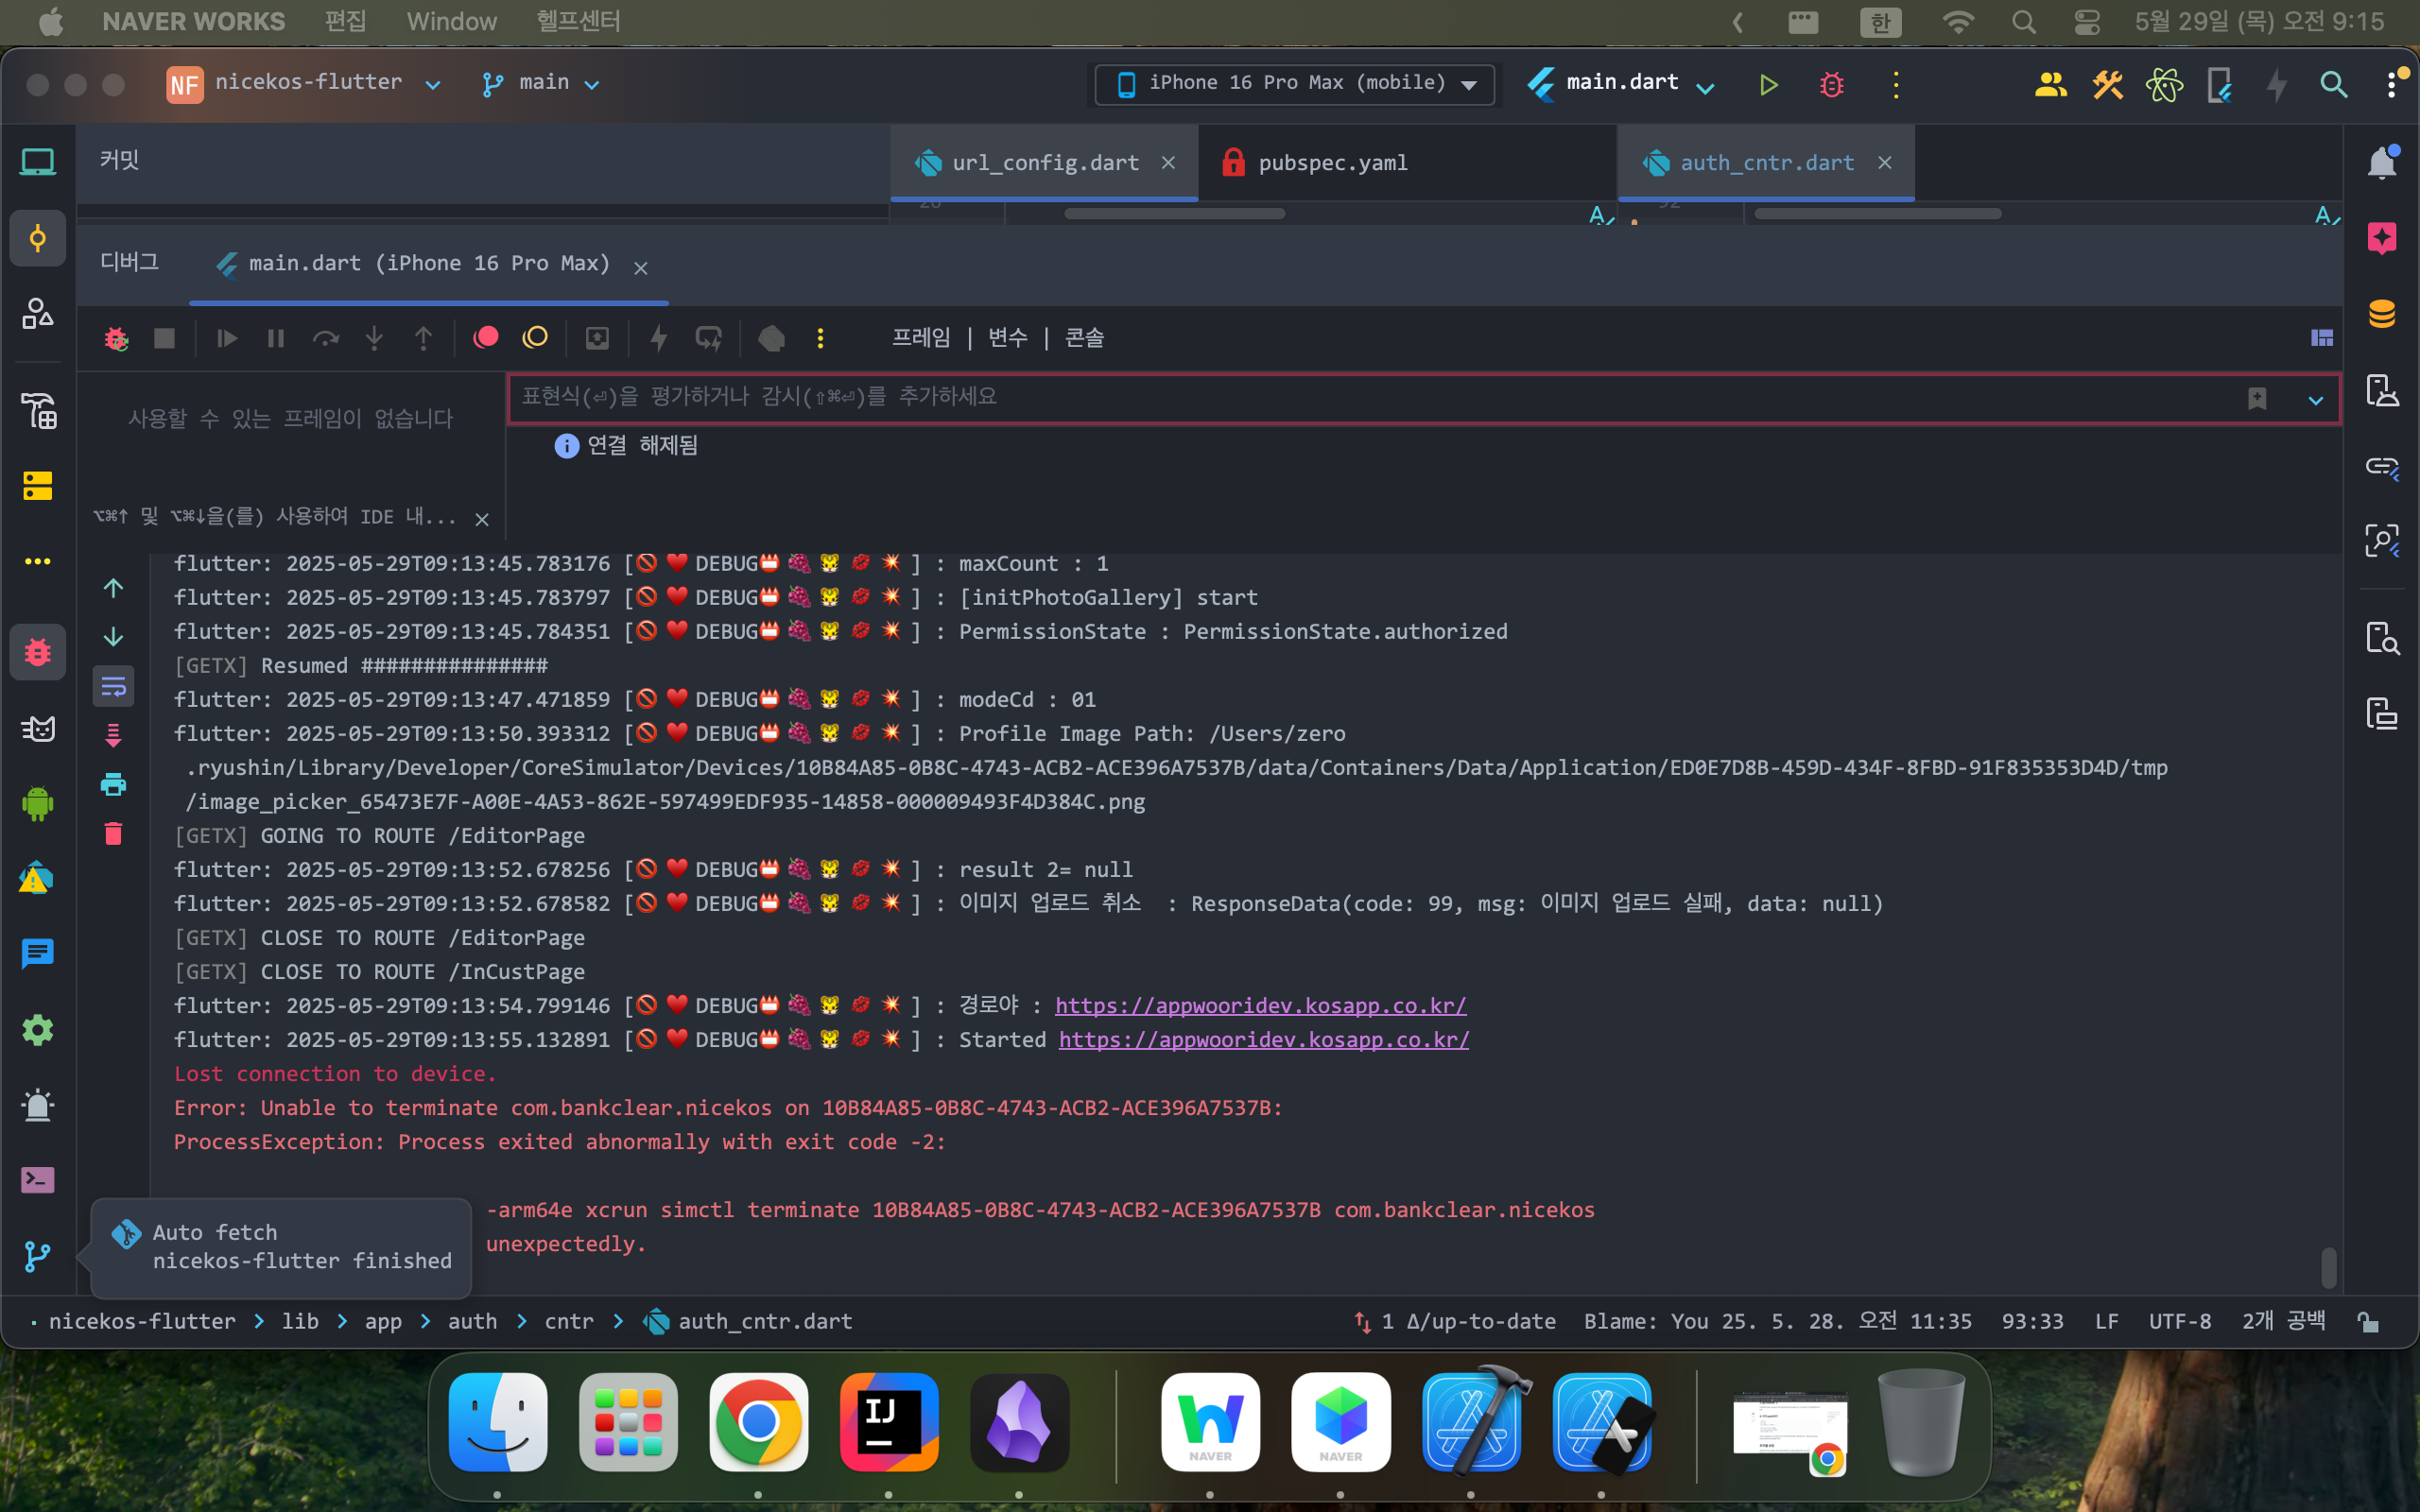 NAVER WORKS 편집 Window 헬프센터 한 5월 29일 (목) 오전 9:15
NF nicekos-flutter main iPhone 16 Pro Max (mobile) main.dart
커밋 url_config.dart pubspec.yaml auth_cntr.dart
디버그 main.dart (iPhone 16 Pro Max)
프레임 | 변수 | 콘솔
표현식(⏎)을 평가하거나 감시(⇧⌘⏎)를 추가하세요
사용할 수 있는 프레임이 없습니다
연결 해제됨
⌥⌘↑ 및 ⌥⌘↓을(를) 사용하여 IDE 내...
flutter: 2025-05-29T09:13:45.783176 [🚫 ♥️ DEBUG📛 🍇 🐯 💋 💥 ] : maxCount : 1
flutter: 2025-05-29T09:13:45.783797 [🚫 ♥️ DEBUG📛 🍇 🐯 💋 💥 ] : [initPhotoGallery] start
flutter: 2025-05-29T09:13:45.784351 [🚫 ♥️ DEBUG📛 🍇 🐯 💋 💥 ] : PermissionState : PermissionState.authorized
[GETX] Resumed ###############
flutter: 2025-05-29T09:13:47.471859 [🚫 ♥️ DEBUG📛 🍇 🐯 💋 💥 ] : modeCd : 01
flutter: 2025-05-29T09:13:50.393312 [🚫 ♥️ DEBUG📛 🍇 🐯 💋 💥 ] : Profile Image Path: /Users/zero
.ryushin/Library/Developer/CoreSimulator/Devices/10B84A85-0B8C-4743-ACB2-ACE396A7537B/data/Containers/Data/Application/ED0E7D8B-459D-434F-8FBD-91F835353D4D/tmp
/image_picker_65473E7F-A00E-4A53-862E-597499EDF935-14858-000009493F4D384C.png
[GETX] GOING TO ROUTE /EditorPage
flutter: 2025-05-29T09:13:52.678256 [🚫 ♥️ DEBUG📛 🍇 🐯 💋 💥 ] : result 2= null
flutter: 2025-05-29T09:13:52.678582 [🚫 ♥️ DEBUG📛 🍇 🐯 💋 💥 ] : 이미지 업로드 취소  : ResponseData(code: 99, msg: 이미지 업로드 실패, data: null)
[GETX] CLOSE TO ROUTE /EditorPage
[GETX] CLOSE TO ROUTE /InCustPage
flutter: 2025-05-29T09:13:54.799146 [🚫 ♥️ DEBUG📛 🍇 🐯 💋 💥 ] : 경로야 : https://appwooridev.kosapp.co.kr/
flutter: 2025-05-29T09:13:55.132891 [🚫 ♥️ DEBUG📛 🍇 🐯 💋 💥 ] : Started https://appwooridev.kosapp.co.kr/
Lost connection to device.
Error: Unable to terminate com.bankclear.nicekos on 10B84A85-0B8C-4743-ACB2-ACE396A7537B:
ProcessException: Process exited abnormally with exit code -2:
-arm64e xcrun simctl terminate 10B84A85-0B8C-4743-ACB2-ACE396A7537B com.bankclear.nicekos
unexpectedly.
Auto fetch
nicekos-flutter finished
nicekos-flutter > lib > app > auth > cntr > auth_cntr.dart 1 Δ/up-to-date Blame: You 25. 5. 28. 오전 11:35 93:33 LF UTF-8 2개 공백
IJ
NAVER
NAVER